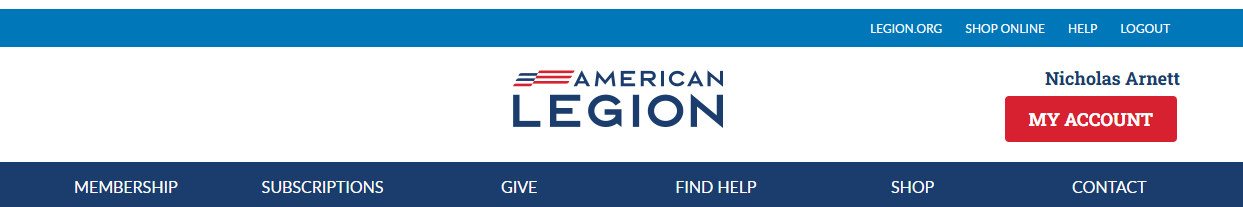 LEGION.ORG SHOP ONLINE HELP LOGOUT
AMERICAN
LEGION
Nicholas Arnett
MY ACCOUNT
MEMBERSHIP SUBSCRIPTIONS GIVE FIND HELP SHOP CONTACT